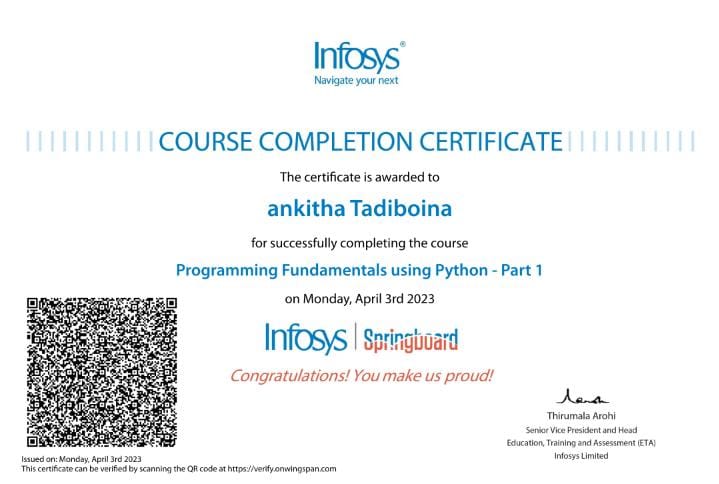 Infosys®
Navigate your next
COURSE COMPLETION CERTIFICATE
The certificate is awarded to
ankitha Tadiboina
for successfully completing the course
Programming Fundamentals using Python - Part 1
on Monday, April 3rd 2023
Infosys | Springboard
Congratulations! You make us proud!
Thirumala Arohi
Senior Vice President and Head
Education, Training and Assessment (ETA)
Infosys Limited
Issued on: Monday, April 3rd 2023
This certificate can be verified by scanning the QR code at https://verify.onwingspan.com